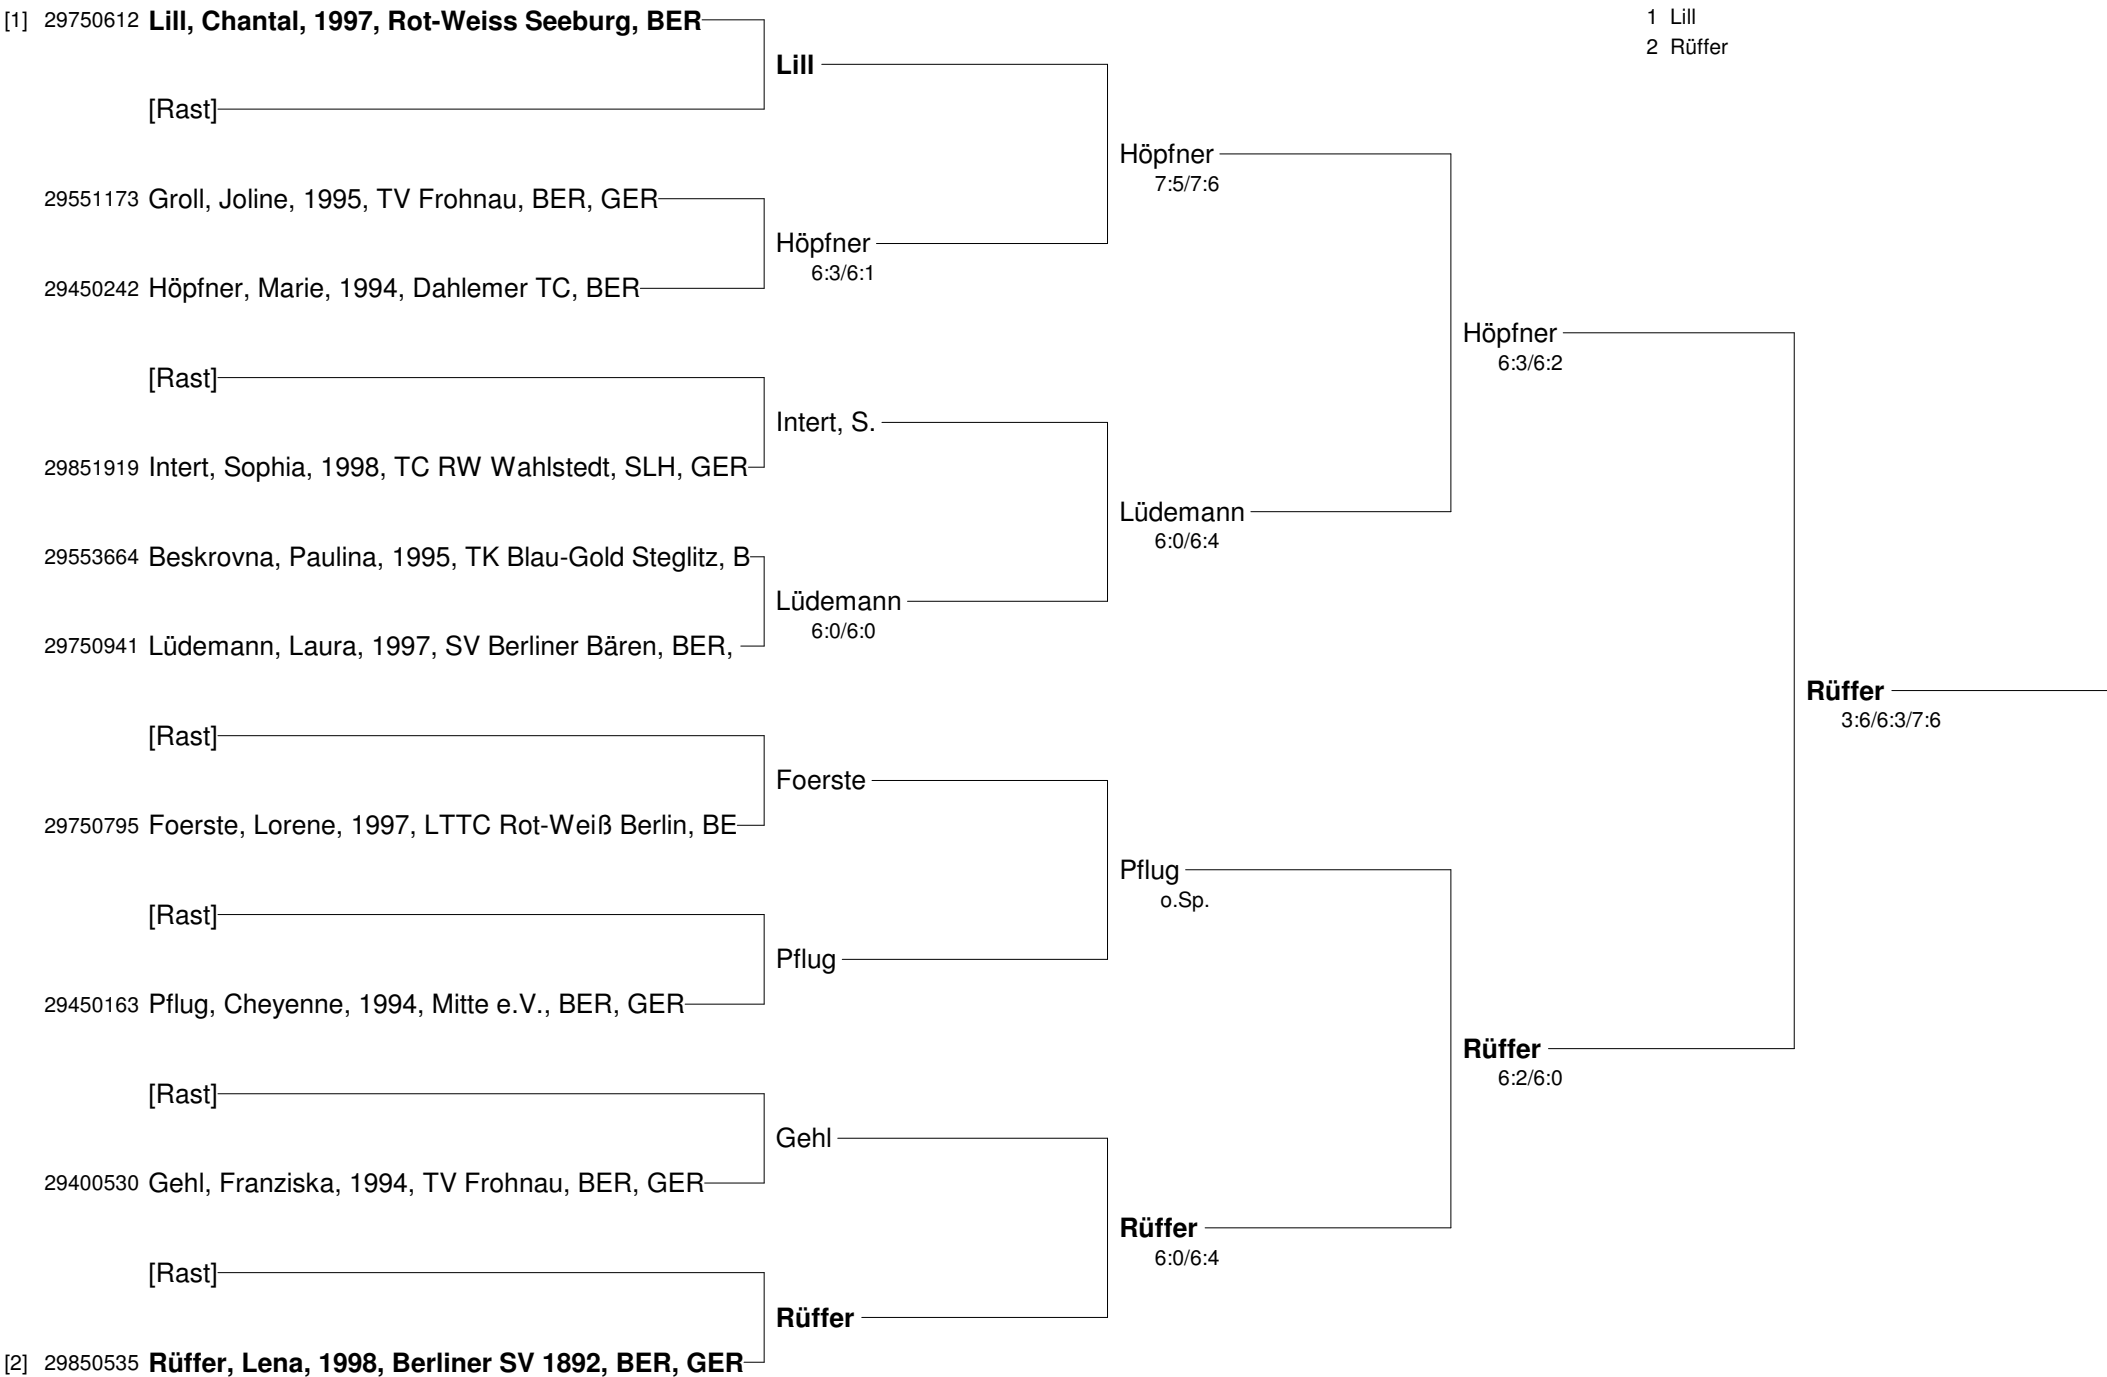 [1] 29750612 Lill, Chantal, 1997, Rot-Weiss Seeburg, BER
[Rast]
29551173 Groll, Joline, 1995, TV Frohnau, BER, GER
29450242 Höpfner, Marie, 1994, Dahlemer TC, BER
[Rast]
29851919 Intert, Sophia, 1998, TC RW Wahlstedt, SLH, GER
29553664 Beskrovna, Paulina, 1995, TK Blau-Gold Steglitz, B
29750941 Lüdemann, Laura, 1997, SV Berliner Bären, BER,
[Rast]
29750795 Foerste, Lorene, 1997, LTTC Rot-Weiß Berlin, BE
[Rast]
29450163 Pflug, Cheyenne, 1994, Mitte e.V., BER, GER
[Rast]
29400530 Gehl, Franziska, 1994, TV Frohnau, BER, GER
[Rast]
[2] 29850535 Rüffer, Lena, 1998, Berliner SV 1892, BER, GER
Lill
Höpfner
6:3/6:1
Intert, S.
Lüdemann
6:0/6:0
Foerste
Pflug
Gehl
Rüffer
Höpfner
7:5/7:6
Lüdemann
6:0/6:4
Pflug
o.Sp.
Rüffer
6:0/6:4
Höpfner
6:3/6:2
Rüffer
6:2/6:0
Rüffer
3:6/6:3/7:6
1 Lill
2 Rüffer